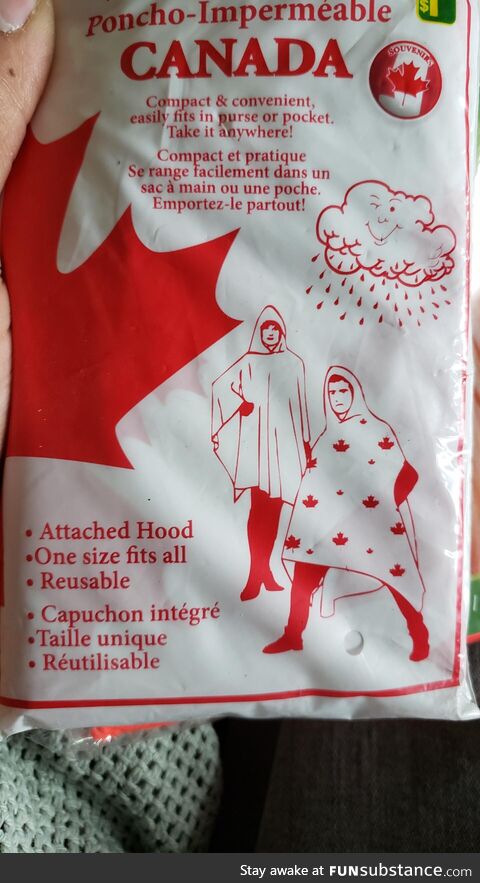 Poncho-Imperméable
$1
CANADA
SOUVENIRS
Compact & convenient,
easily fits in purse or pocket.
Take it anywhere!
Compact et pratique
Se range facilement dans un
sac à main ou une poche.
Emportez-le partout!
• Attached Hood
•One size fits all
• Reusable
• Capuchon intégré
•Taille unique
• Réutilisable
Stay awake at FUNsubstance.com